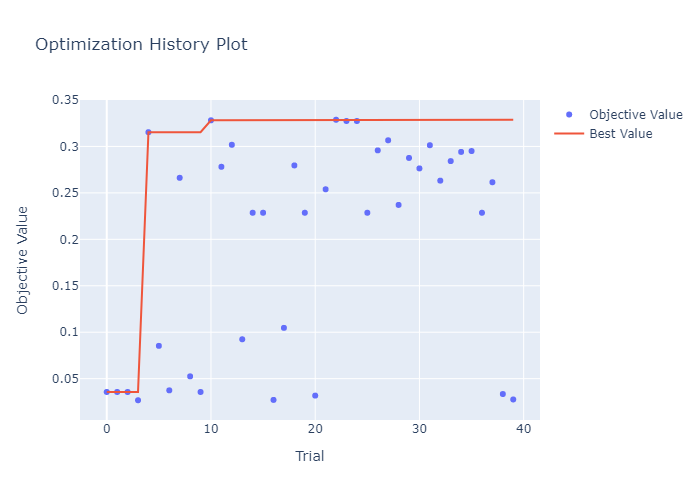 Optimization History Plot
Objective Value
Best Value
0.35
0.3
0.25
0.2
0.15
0.1
0.05
Objective Value
0 10 20 30 40
Trial